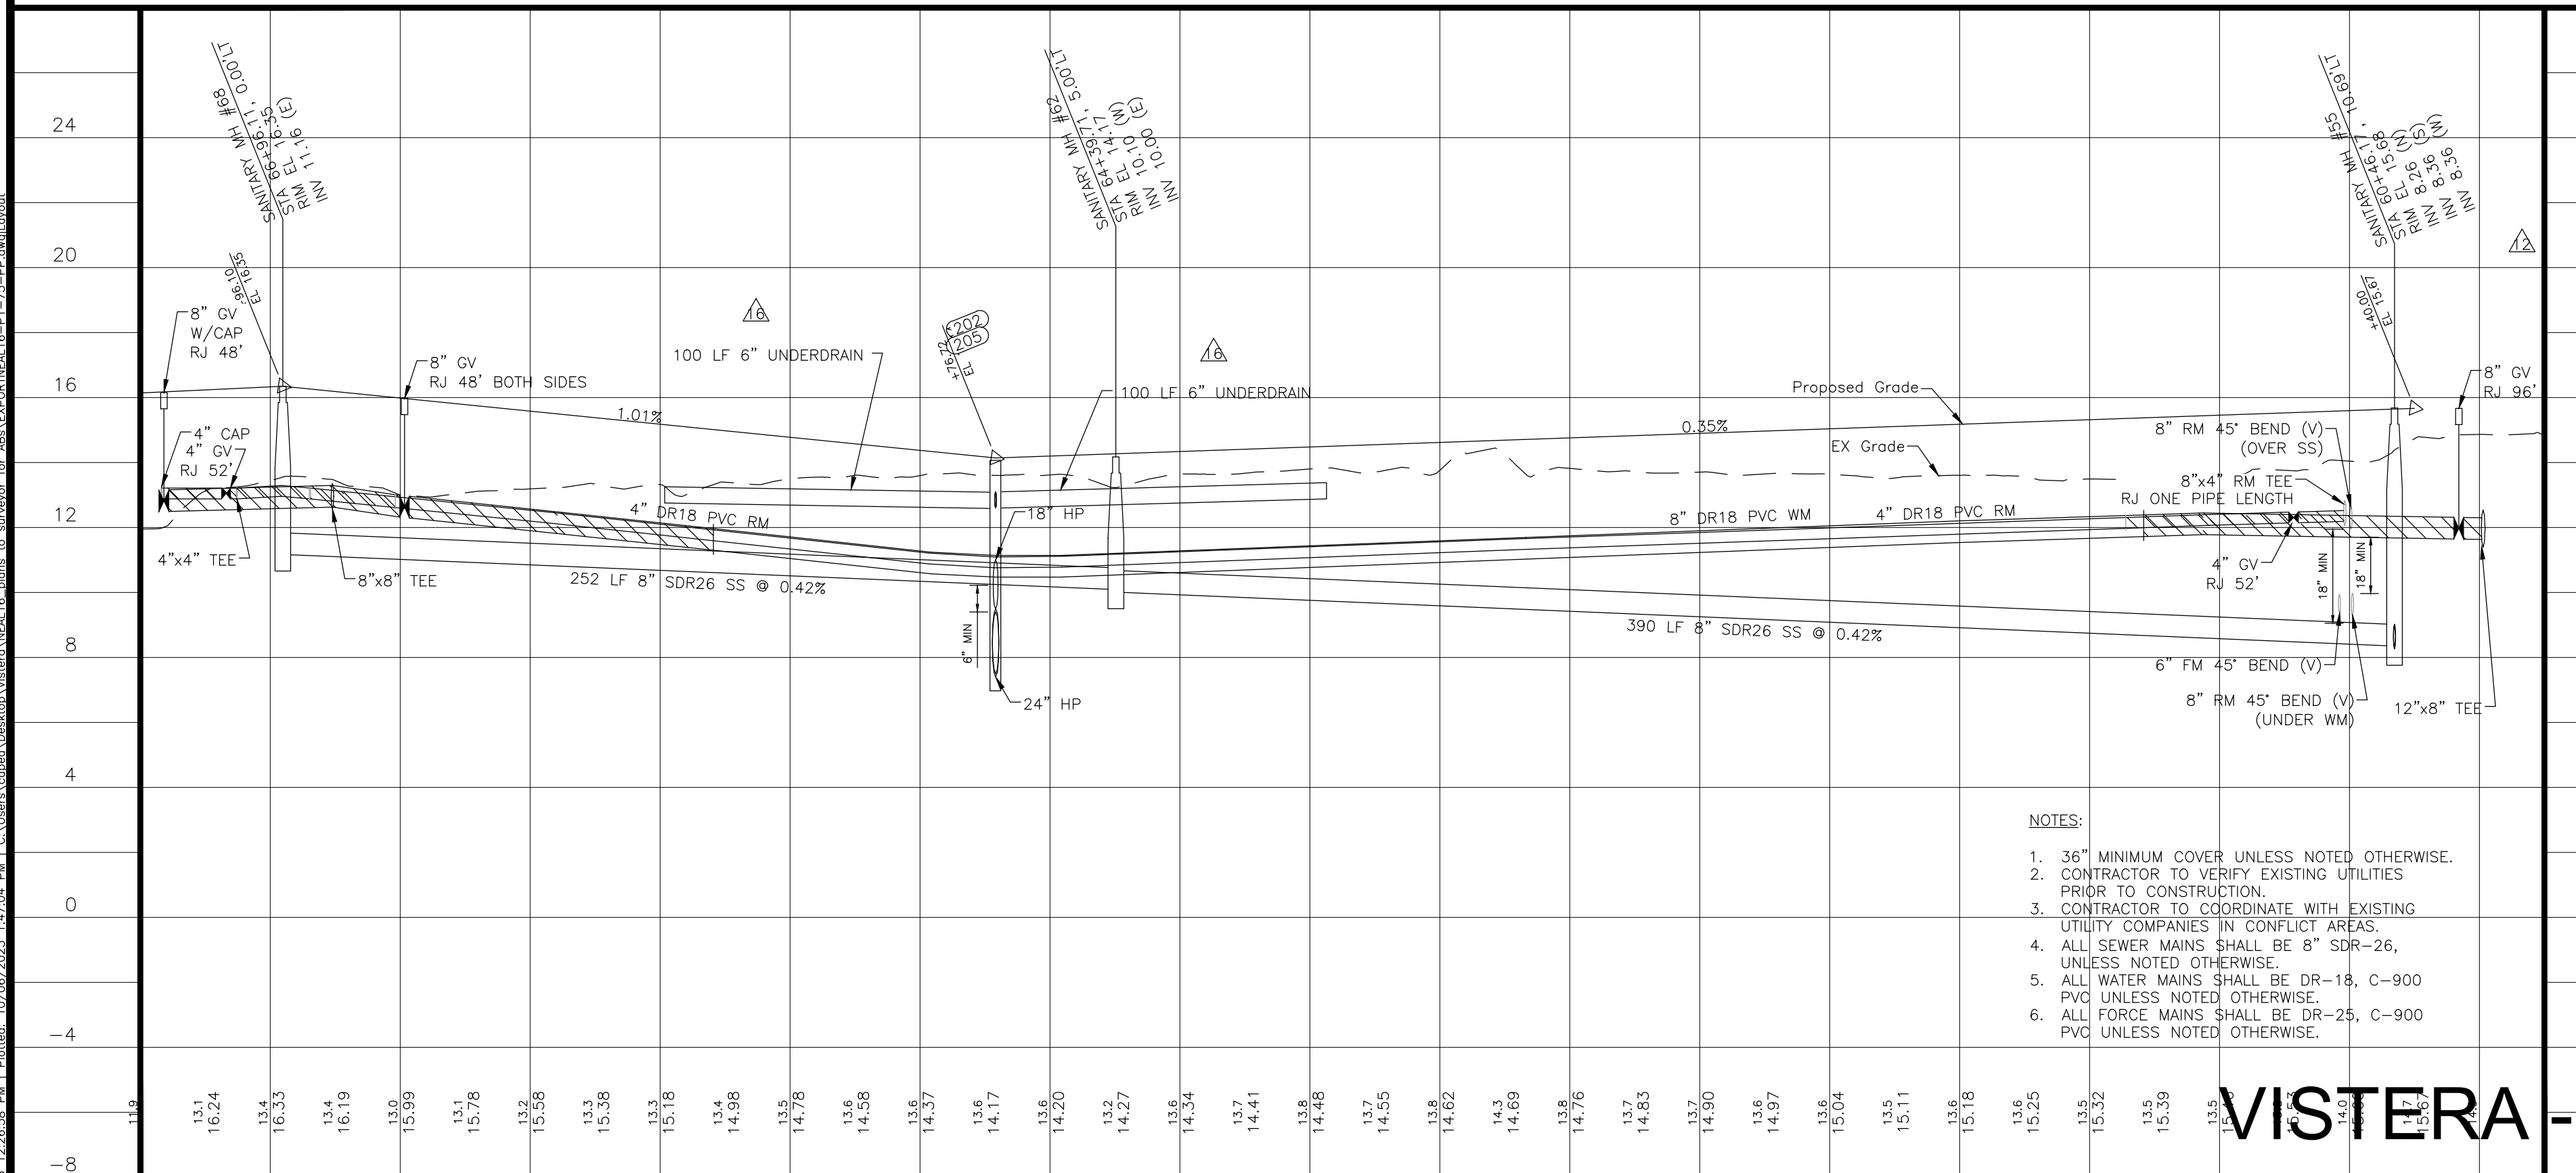 SANITARY MH #68
STA 66+96.11, 0.00'LT
RIM EL 16.35
INV 11.16 (E)
SANITARY MH #62
STA 64+39.71, 5.00'LT
RIM EL 14.17
INV 10.10 (W)
INV 10.00 (E)
SANITARY MH #55
STA 60+46.17, 10.69'LT
RIM EL 15.68
INV 8.26 (N)
INV 8.36 (S)
INV 8.36 (W)
24
20
16
12
8
4
0
-4
-8
12
EL 16.35
8" GV
W/CAP
RJ 48'
16
202
205
EL
16
+40.00
EL 15.67
8" GV
RJ 48' BOTH SIDES
100 LF 6" UNDERDRAIN
100 LF 6" UNDERDRAIN
Proposed Grade
8" GV
RJ 96'
1.01%
0.35%
4" CAP
4" GV
RJ 52'
EX Grade
8" RM 45° BEND (V)
(OVER SS)
8"x4" RM TEE
RJ ONE PIPE LENGTH
4" DR18 PVC RM
18" HP
8" DR18 PVC WM
4" DR18 PVC RM
4"x4" TEE
8"x8" TEE
252 LF 8" SDR26 SS @ 0.42%
4" GV
RJ 52'
18" MIN
18" MIN
6" MIN
390 LF 8" SDR26 SS @ 0.42%
24" HP
6" FM 45° BEND (V)
8" RM 45° BEND (V)
(UNDER WM)
12"x8" TEE
NOTES:
1. 36" MINIMUM COVER UNLESS NOTED OTHERWISE.
2. CONTRACTOR TO VERIFY EXISTING UTILITIES
PRIOR TO CONSTRUCTION.
3. CONTRACTOR TO COORDINATE WITH EXISTING
UTILITY COMPANIES IN CONFLICT AREAS.
4. ALL SEWER MAINS SHALL BE 8" SDR-26,
UNLESS NOTED OTHERWISE.
5. ALL WATER MAINS SHALL BE DR-18, C-900
PVC UNLESS NOTED OTHERWISE.
6. ALL FORCE MAINS SHALL BE DR-25, C-900
PVC UNLESS NOTED OTHERWISE.
11.9
13.1
16.24
13.4
16.33
13.4
16.19
13.0
15.99
13.1
15.78
13.2
15.58
13.3
15.38
13.3
15.18
13.4
14.98
13.5
14.78
13.6
14.58
13.6
14.37
13.6
14.17
13.6
14.20
13.2
14.27
13.6
14.34
13.7
14.41
13.8
14.48
13.7
14.55
13.8
14.62
14.3
14.69
13.8
14.76
13.7
14.83
13.7
14.90
13.6
14.97
13.6
15.04
13.5
15.11
13.6
15.18
13.6
15.25
13.5
15.32
13.5
15.39
13.5
14.0
14.7
15.67
VISTERA -